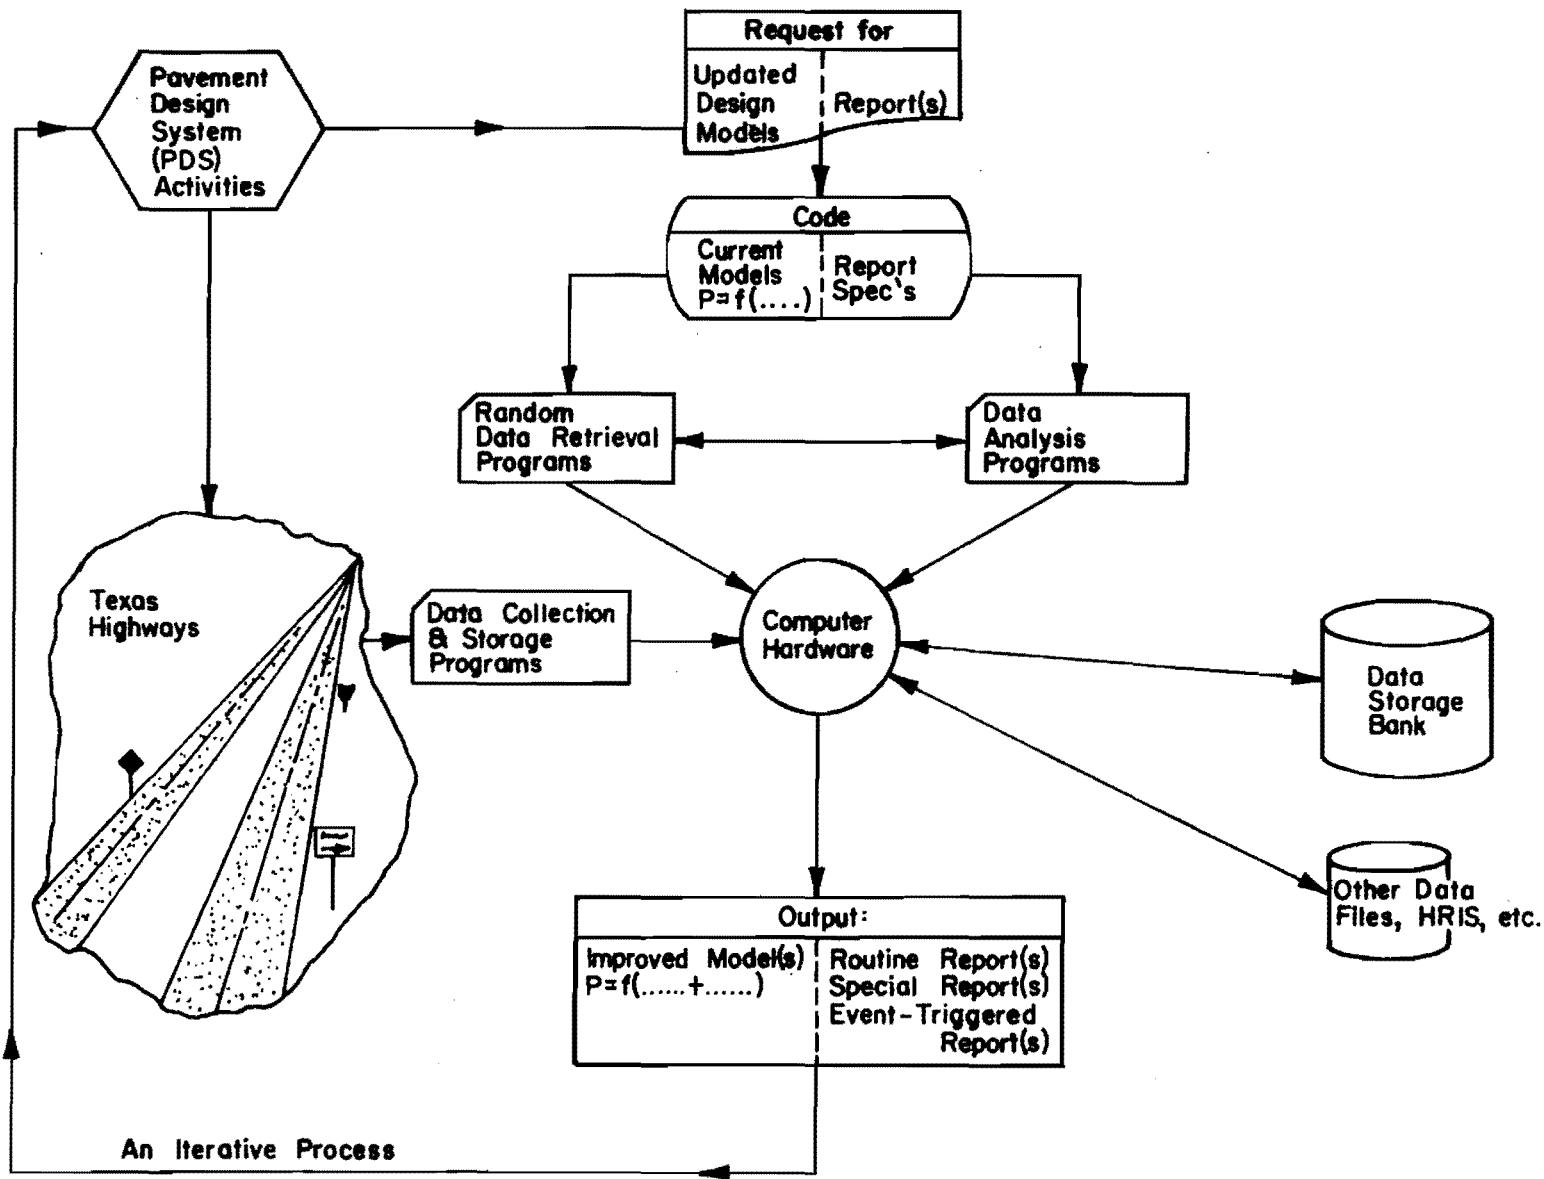 Request for
Updated
Design
Models
Report(s)
Pavement
Design
System
(PDS)
Activities
Code
Current
Models
P=f(....)
Report
Spec's
Random
Data Retrieval
Programs
Data
Analysis
Programs
Texas
Highways
Data Collection
& Storage
Programs
Computer
Hardware
Data
Storage
Bank
Other Data
Files, HRIS, etc.
Output:
Improved Model(s)
P=f(......+......)
Routine Report(s)
Special Report(s)
Event-Triggered
Report(s)
An Iterative Process